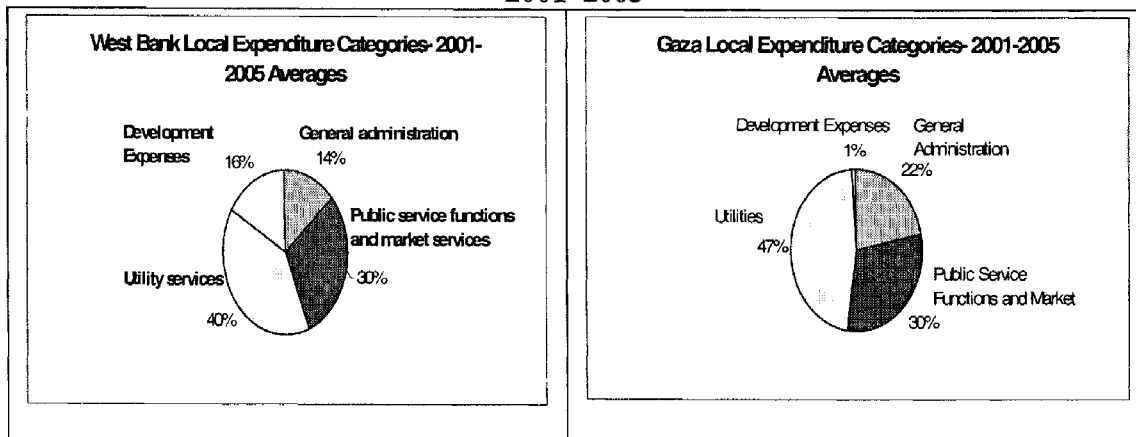 West Bank Local Expenditure Categories- 2001-
2005 Averages
Development
Expenses
16%
General administration
14%
Public service functions
and market services
30%
Utility services
40%
Gaza Local Expenditure Categories- 2001-2005
Averages
Development Expenses
1%
General
Administration
22%
Utilities
47%
Public Service
Functions and Market
30%